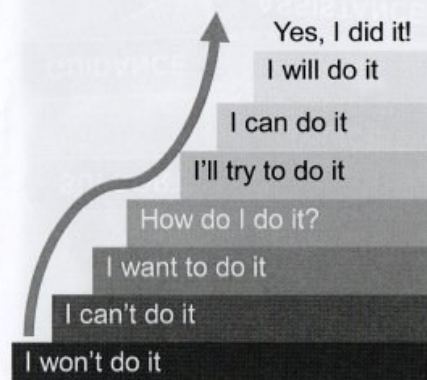 Yes, I did it!
I will do it
I can do it
I'll try to do it
How do I do it?
I want to do it
I can't do it
I won't do it